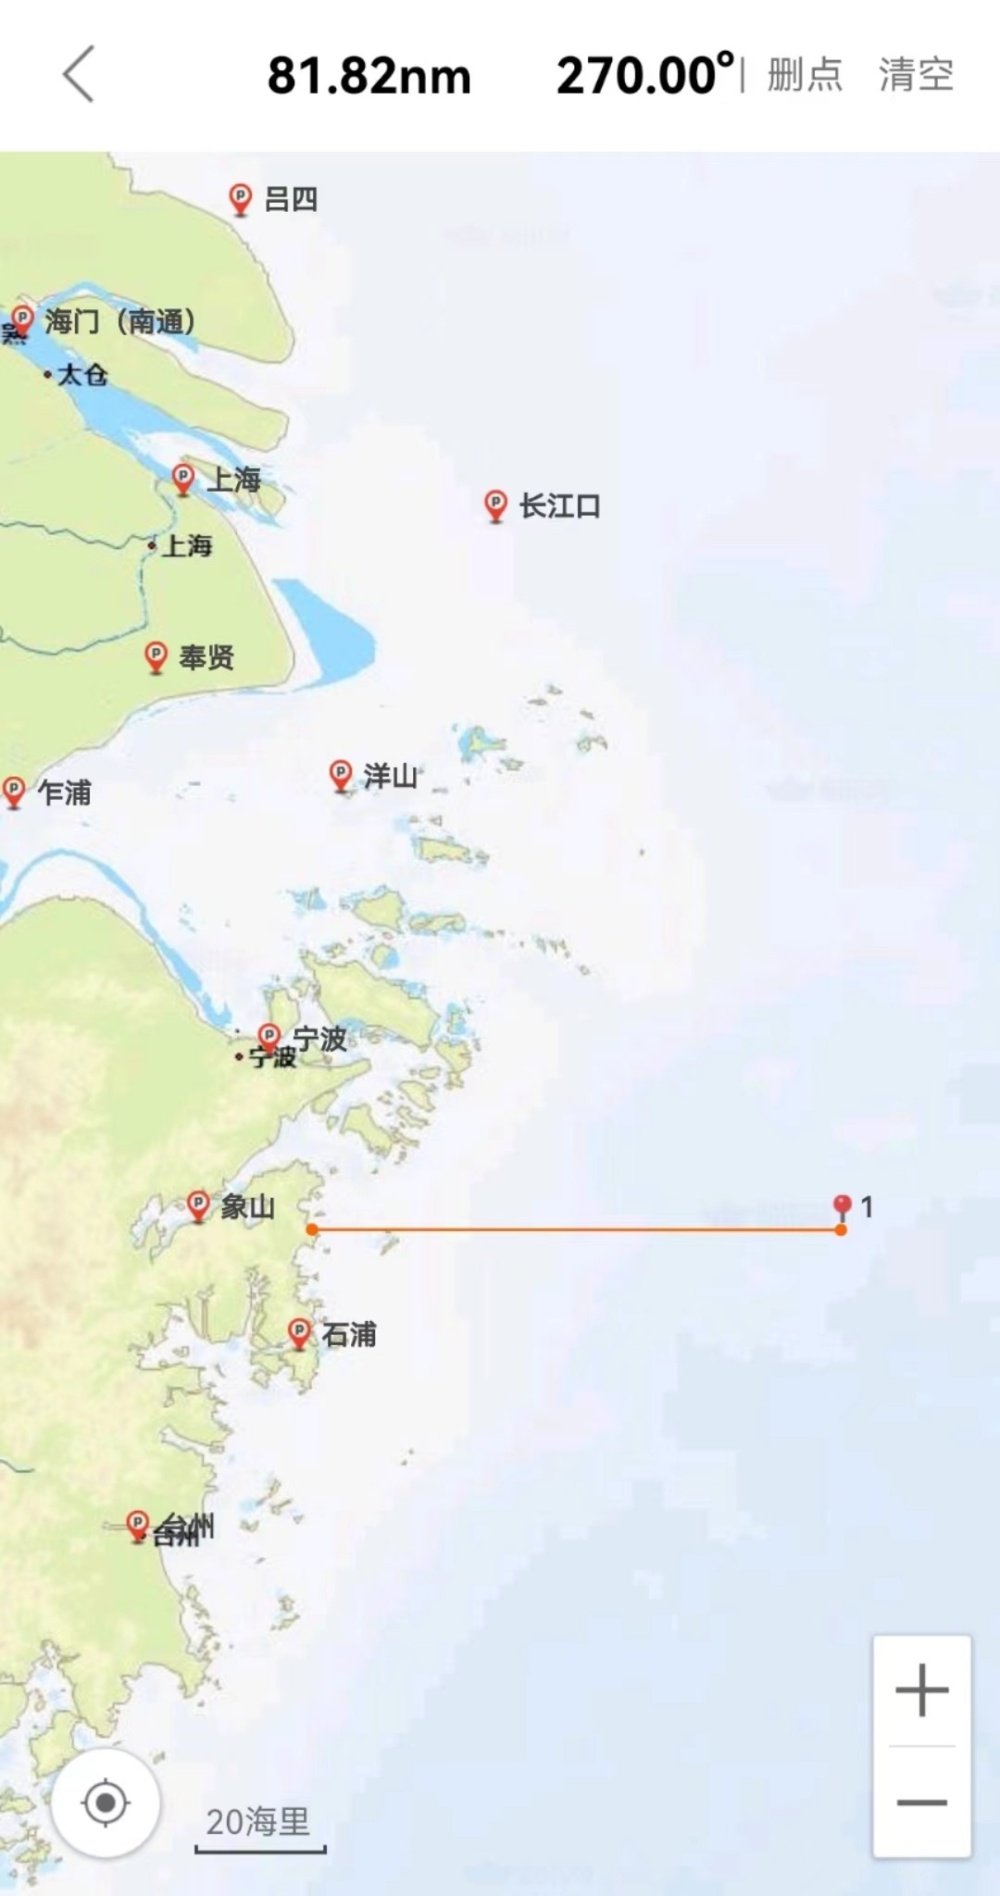 81.82nm 270.00° | 删点 清空
吕四
海门（南通）
太仓
上海
长江口
上海
奉贤
洋山
乍浦
宁波
宁波
象山
1
石浦
台州
台州
20海里